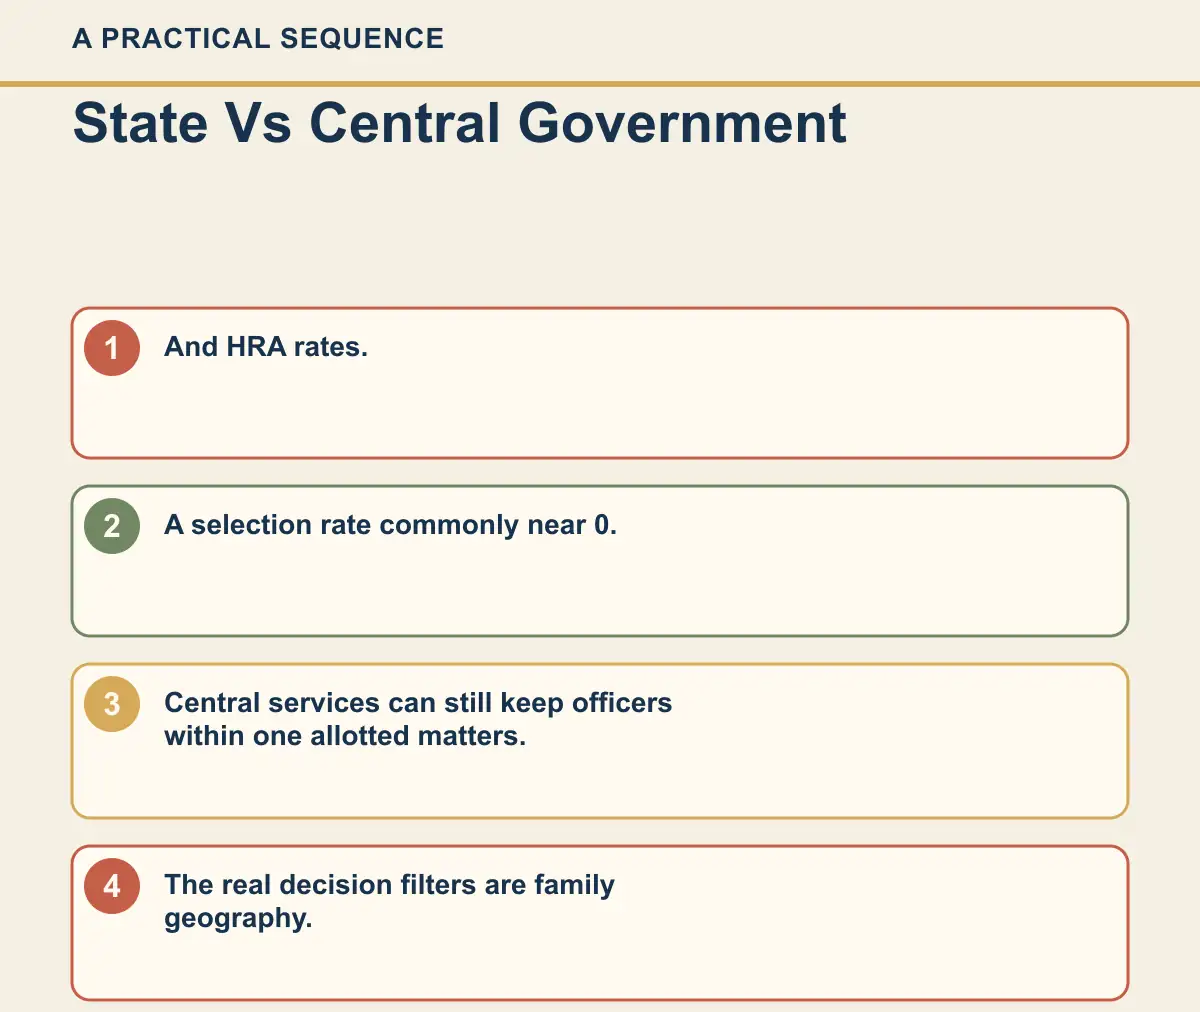 A PRACTICAL SEQUENCE
State Vs Central Government
1
And HRA rates.
2
A selection rate commonly near 0.
3
Central services can still keep officers
within one allotted matters.
4
The real decision filters are family
geography.